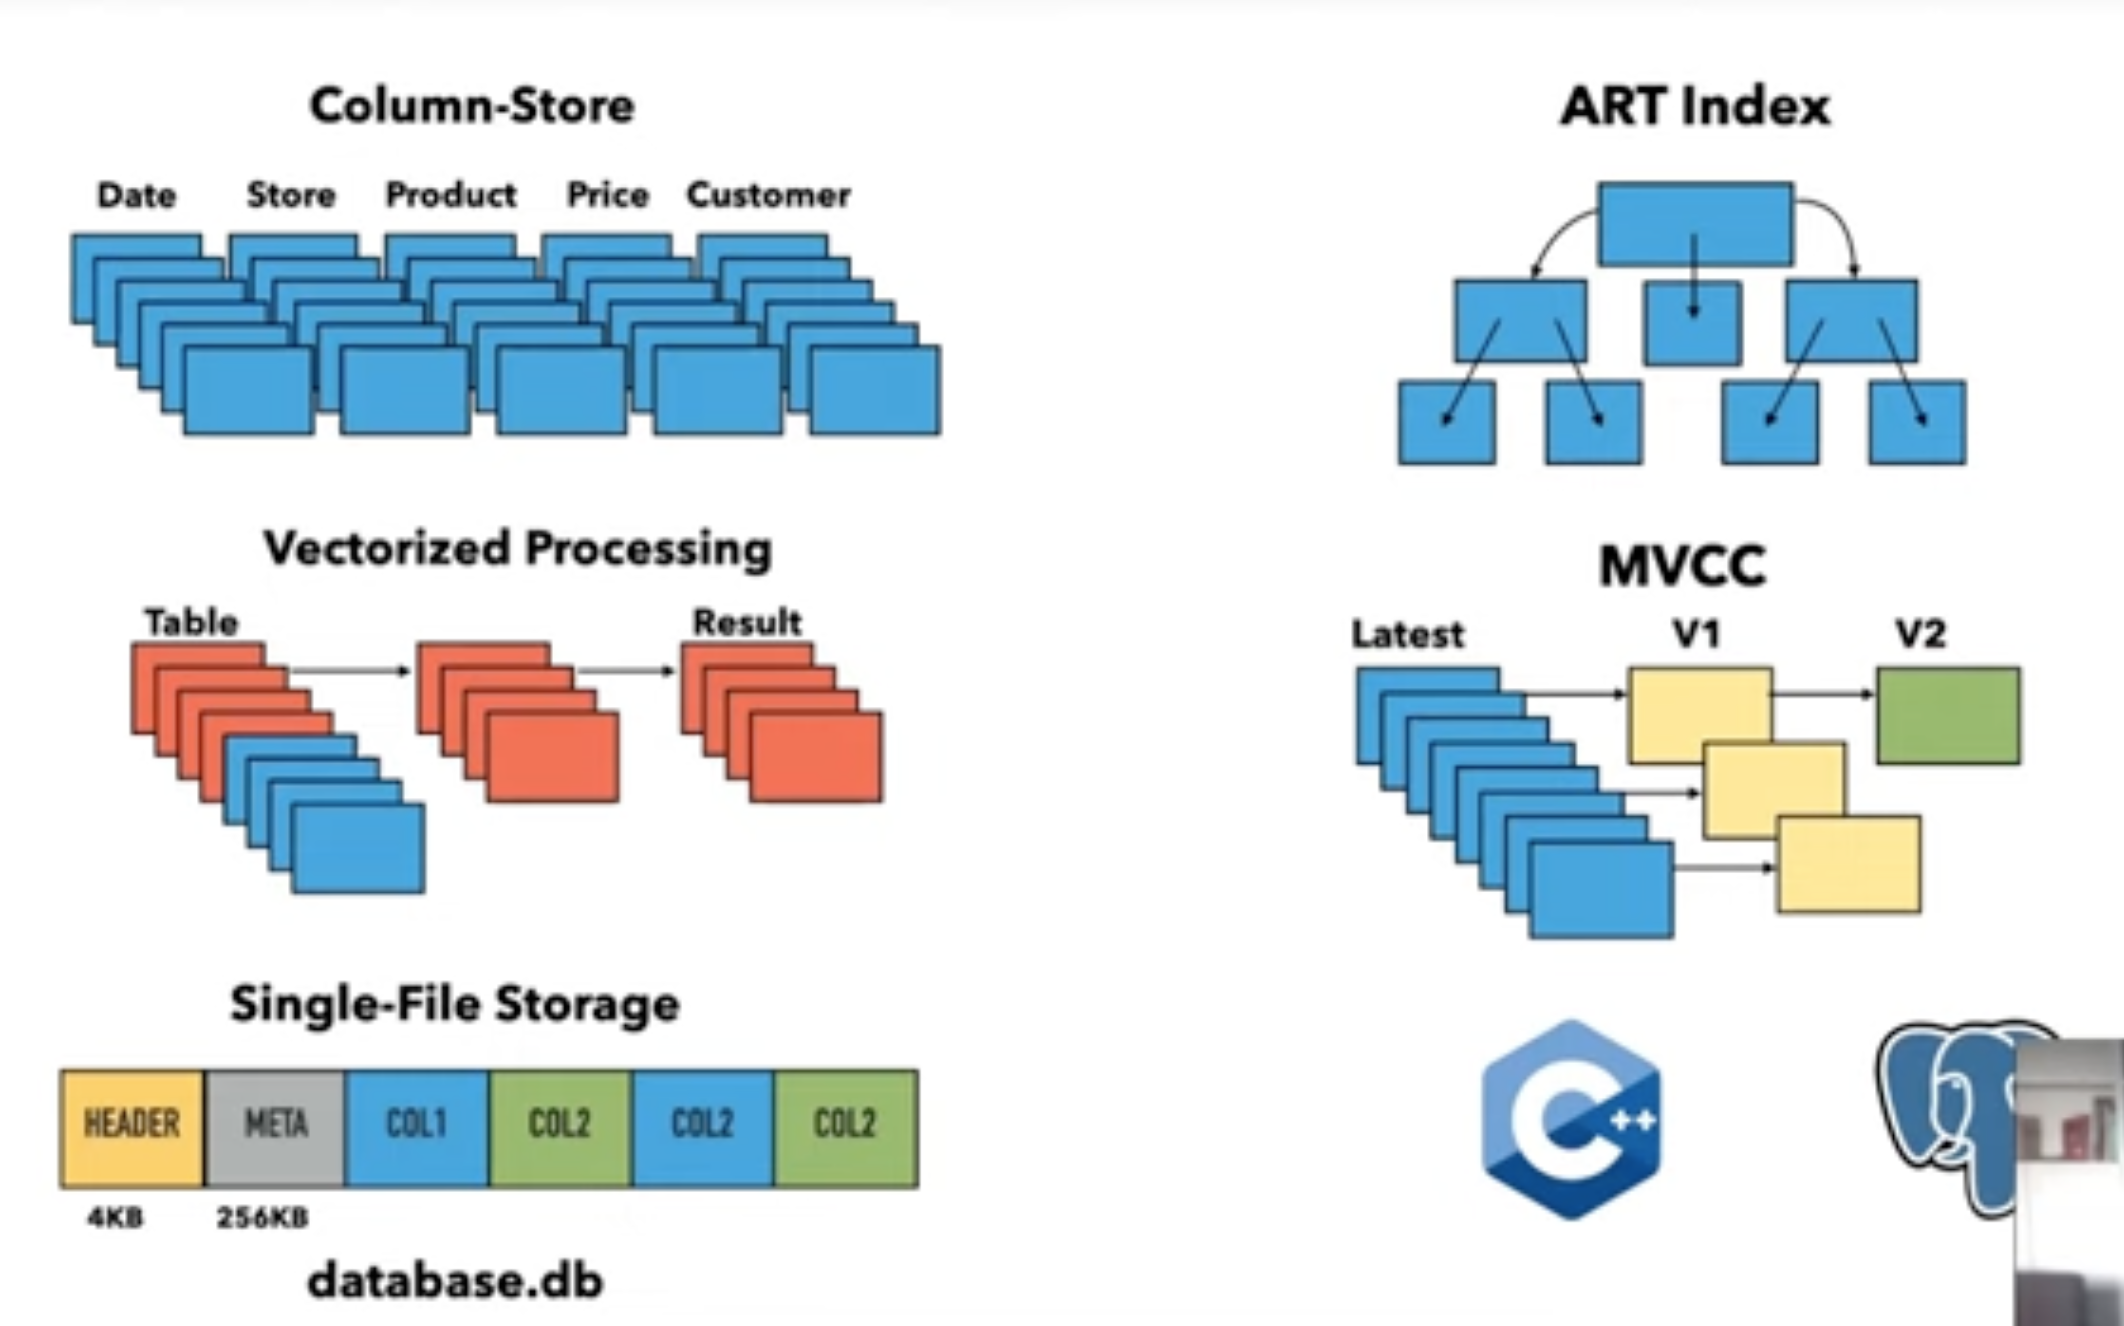 Column-Store
Date Store Product Price Customer
Vectorized Processing
Table Result
Single-File Storage
HEADER META COL1 COL2 COL2 COL2
4KB 256KB
database.db
ART Index
MVCC
Latest V1 V2
C++